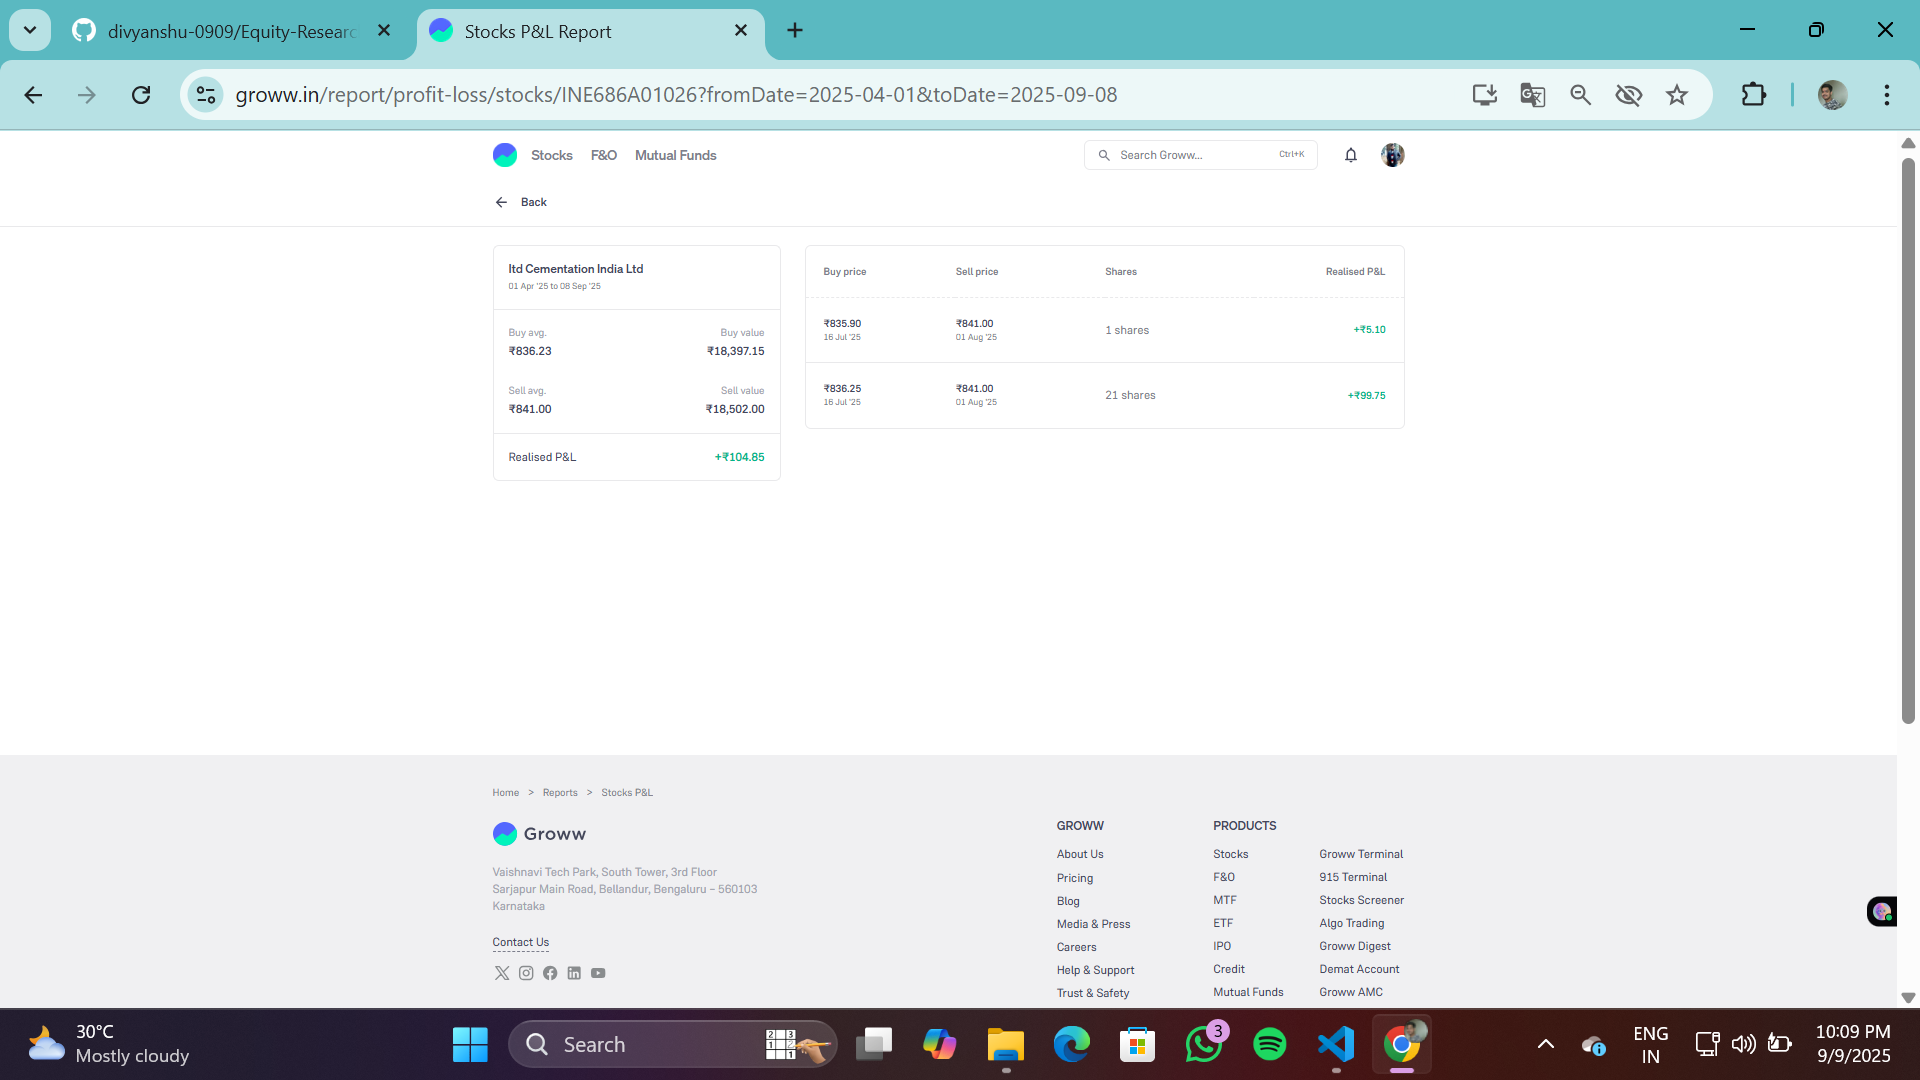 divyanshu-0909/Equity-Researc
Stocks P&L Report
groww.in/report/profit-loss/stocks/INE686A01026?fromDate=2025-04-01&toDate=2025-09-08
Stocks
F&O
Mutual Funds
Search Groww...
Ctrl+K
Back
Itd Cementation India Ltd
01 Apr '25 to 08 Sep '25
Buy avg.
Buy value
₹836.23
₹18,397.15
Sell avg.
Sell value
₹841.00
₹18,502.00
Realised P&L
+₹104.85
Buy price
Sell price
Shares
Realised P&L
₹835.90
₹841.00
1 shares
+₹5.10
16 Jul '25
01 Aug '25
₹836.25
₹841.00
21 shares
+₹99.75
16 Jul '25
01 Aug '25
Home > Reports > Stocks P&L
Groww
Vaishnavi Tech Park, South Tower, 3rd Floor
Sarjapur Main Road, Bellandur, Bengaluru – 560103
Karnataka
Contact Us
GROWW
About Us
Pricing
Blog
Media & Press
Careers
Help & Support
Trust & Safety
PRODUCTS
Stocks
F&O
MTF
ETF
IPO
Credit
Mutual Funds
Groww Terminal
915 Terminal
Stocks Screener
Algo Trading
Groww Digest
Demat Account
Groww AMC
30°C
Mostly cloudy
Search
3
ENG
IN
10:09 PM
9/9/2025